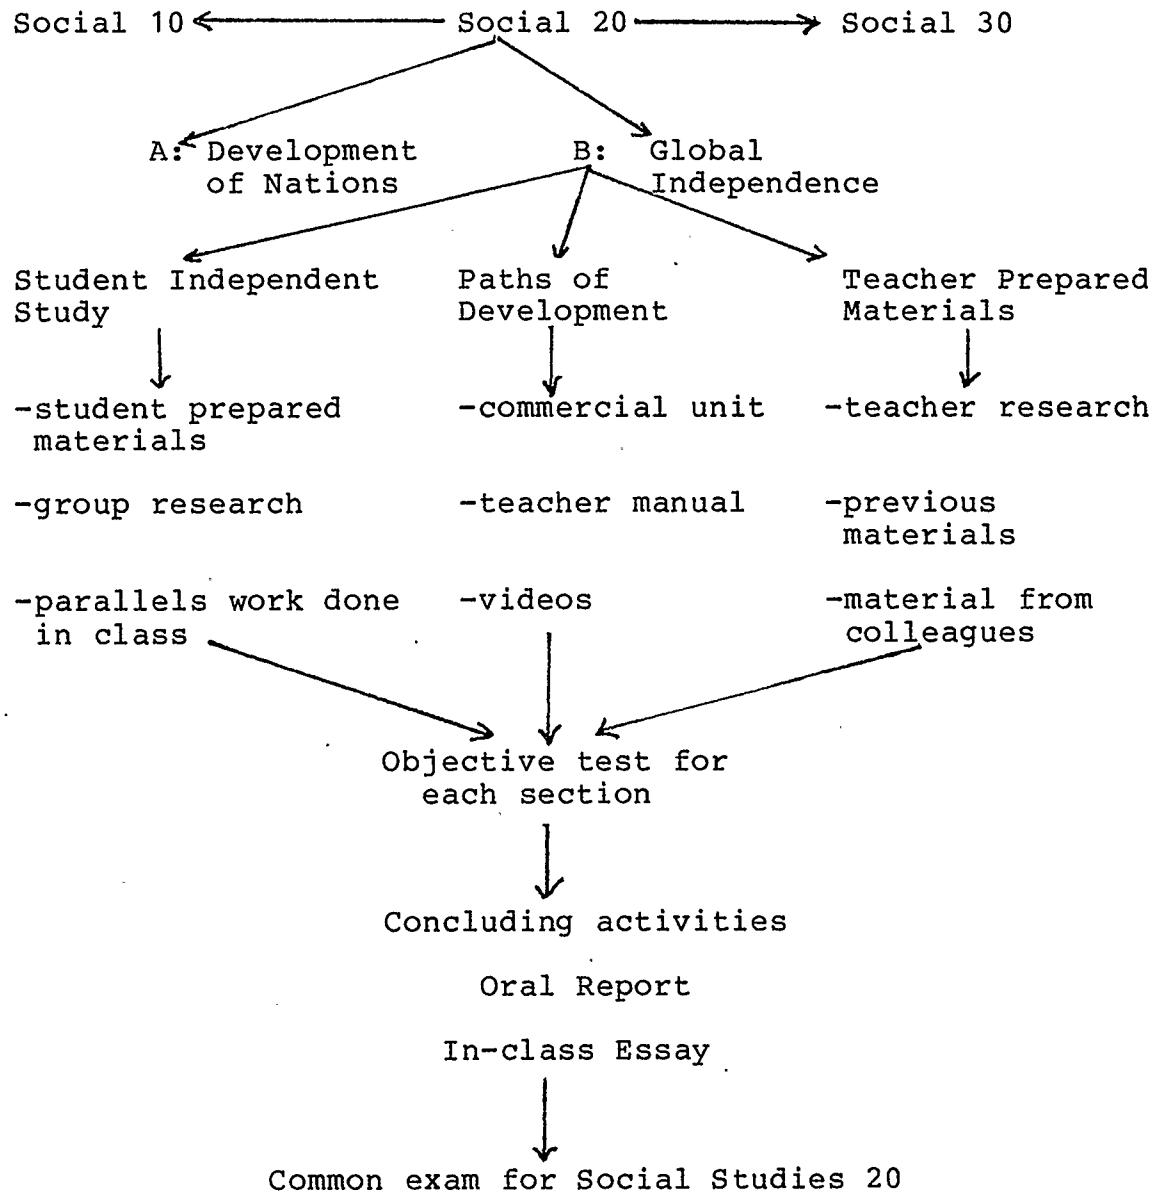 Social 10 Social 20 Social 30
A: Development B: Global
of Nations Independence
Student Independent Paths of Teacher Prepared
Study Development Materials
-student prepared -commercial unit -teacher research
materials
-group research -teacher manual -previous
materials
-parallels work done -videos -material from
in class colleagues
Objective test for
each section
Concluding activities
Oral Report
In-class Essay
Common exam for Social Studies 20